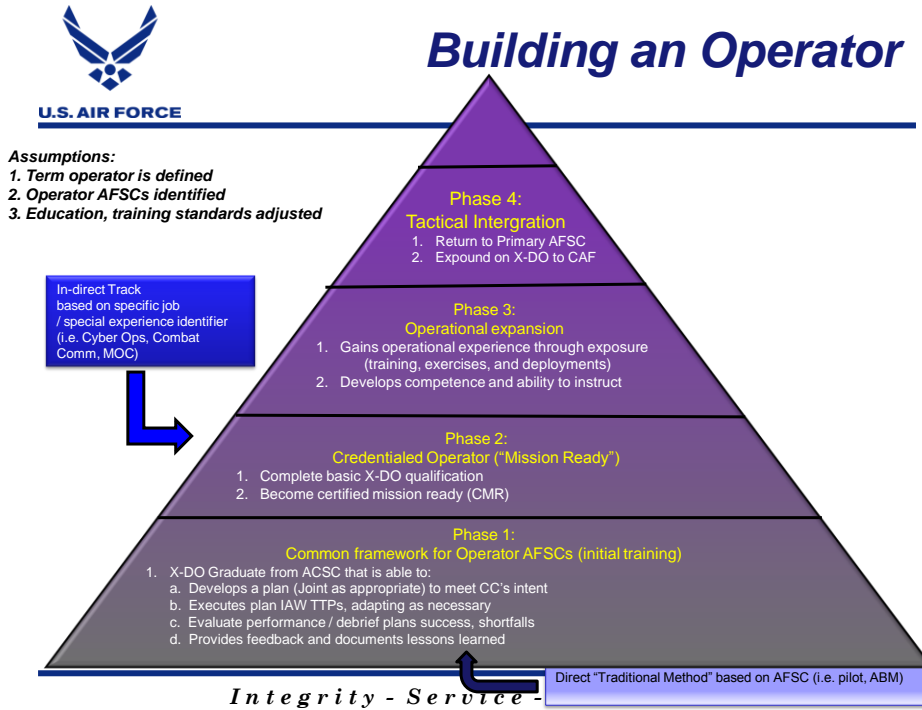 Building an Operator
U.S. AIR FORCE
Assumptions:
1. Term operator is defined
2. Operator AFSCs identified
3. Education, training standards adjusted
Phase 4:
Tactical Intergration
1. Return to Primary AFSC
2. Expound on X-DO to CAF
In-direct Track
based on specific job
/ special experience identifier
(i.e. Cyber Ops, Combat
Comm, MOC)
Phase 3:
Operational expansion
1. Gains operational experience through exposure
(training, exercises, and deployments)
2. Develops competence and ability to instruct
Phase 2:
Credentialed Operator (“Mission Ready”)
1. Complete basic X-DO qualification
2. Become certified mission ready (CMR)
Phase 1:
Common framework for Operator AFSCs (initial training)
1. X-DO Graduate from ACSC that is able to:
a. Develops a plan (Joint as appropriate) to meet CC’s intent
b. Executes plan IAW TTPs, adapting as necessary
c. Evaluate performance / debrief plans success, shortfalls
d. Provides feedback and documents lessons learned
Direct “Traditional Method” based on AFSC (i.e. pilot, ABM)
Integrity - Service -